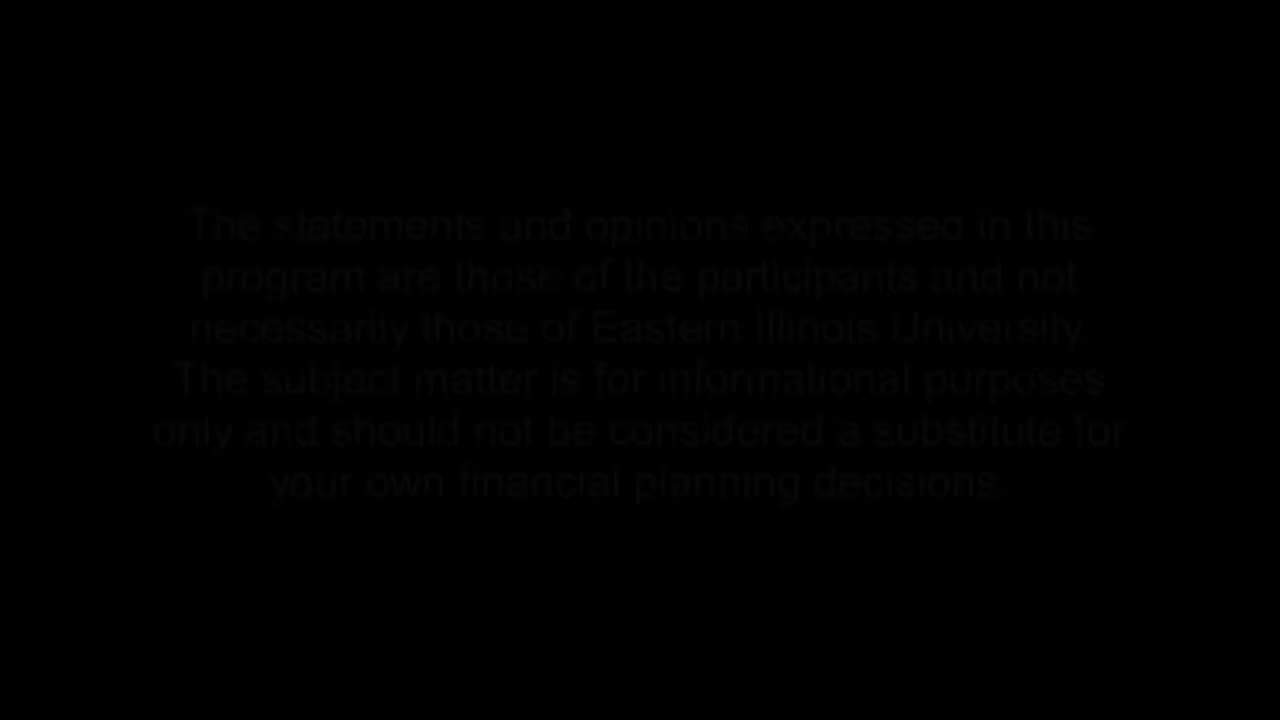 The statements and opinions expressed in this
program are those of the participants and not
necessarily those of Eastern Illinois University.
The subject matter is for informational purposes
only and should not be considered a substitute for
your own financial planning decisions.